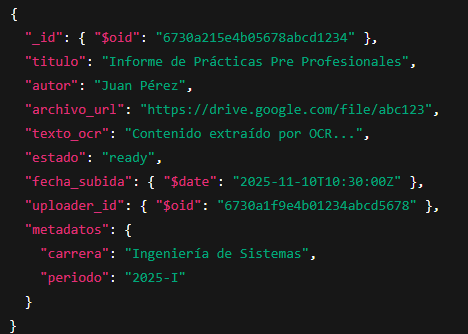 {
  "_id": { "$oid": "6730a215e4b05678abcd1234" },
  "titulo": "Informe de Prácticas Pre Profesionales",
  "autor": "Juan Pérez",
  "archivo_url": "https://drive.google.com/file/abc123",
  "texto_ocr": "Contenido extraído por OCR...",
  "estado": "ready",
  "fecha_subida": { "$date": "2025-11-10T10:30:00Z" },
  "uploader_id": { "$oid": "6730a1f9e4b01234abcd5678" },
  "metadatos": {
    "carrera": "Ingeniería de Sistemas",
    "periodo": "2025-I"
  }
}